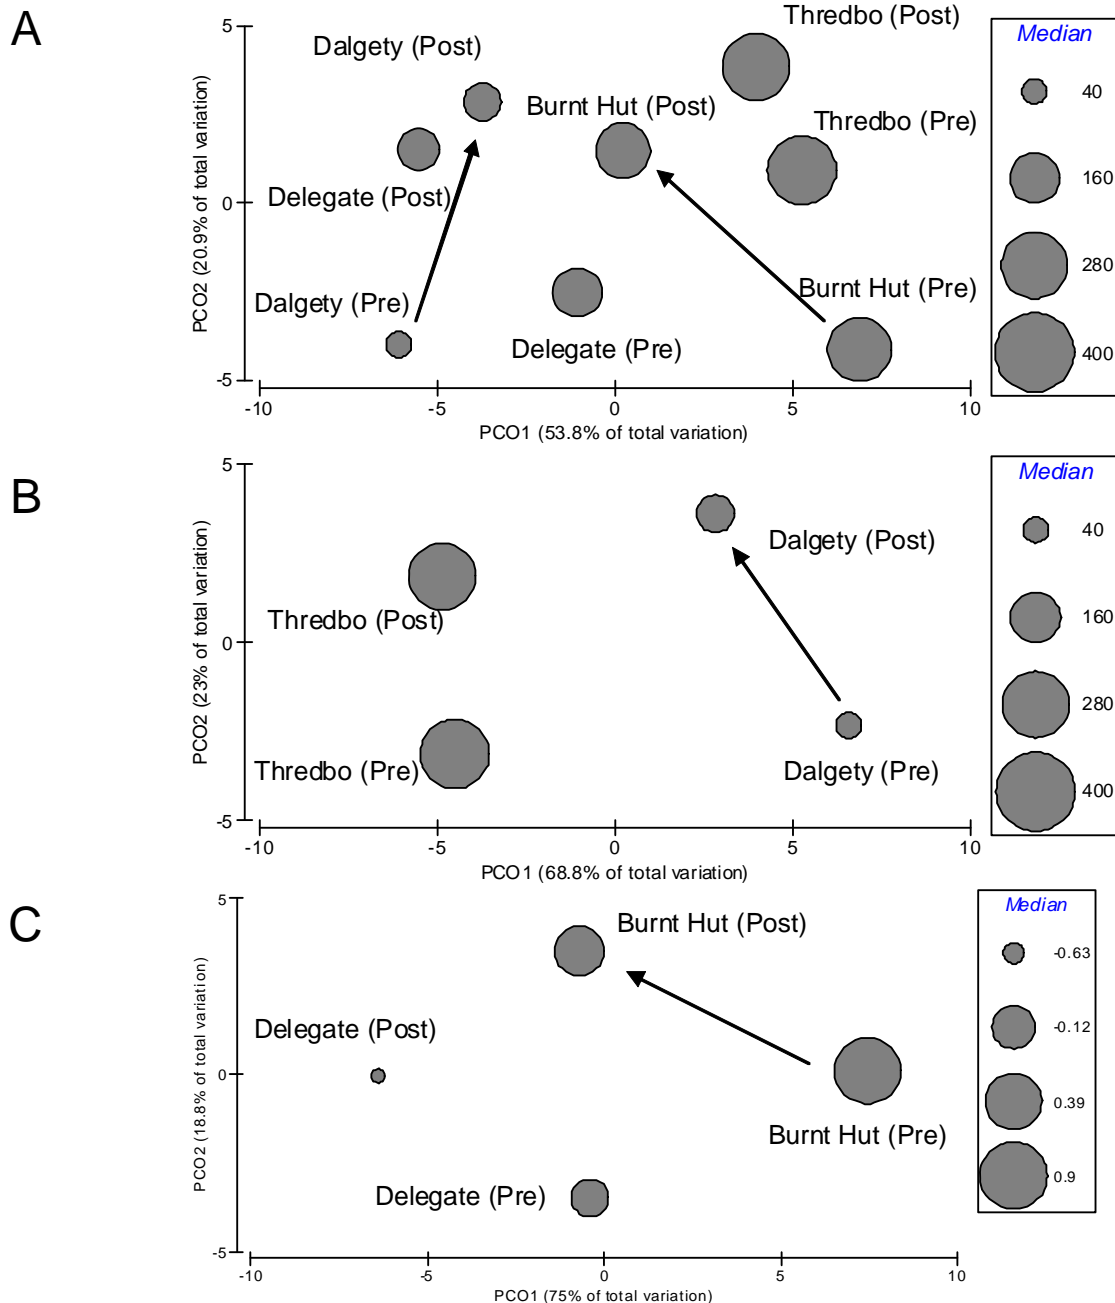 A
Thredbo (Post)
Dalgety (Post)
Burnt Hut (Post)
Thredbo (Pre)
Delegate (Post)
Dalgety (Pre)
Burnt Hut (Pre)
Delegate (Pre)
5
0
-5
PCO2 (20.9% of total variation)
-10
-5
0
5
10
PCO1 (53.8% of total variation)
Median
40
160
280
400
B
Dalgety (Post)
Thredbo (Post)
Thredbo (Pre)
Dalgety (Pre)
5
0
-5
PCO2 (23% of total variation)
-10
-5
0
5
10
PCO1 (68.8% of total variation)
Median
40
160
280
400
C
Burnt Hut (Post)
Delegate (Post)
Burnt Hut (Pre)
Delegate (Pre)
5
0
-5
PCO2 (18.8% of total variation)
-10
-5
0
5
10
PCO1 (75% of total variation)
Median
-0.63
-0.12
0.39
0.9